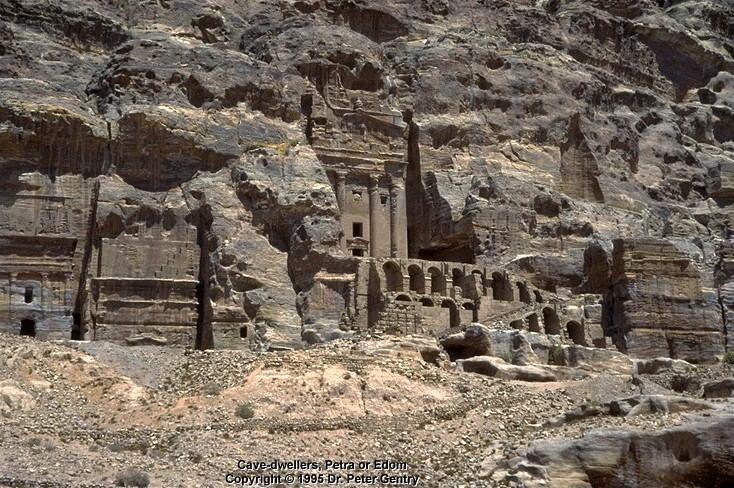 Cave-dwellers, Petra or Edom
Copyright © 1995 Dr. Peter Gentry